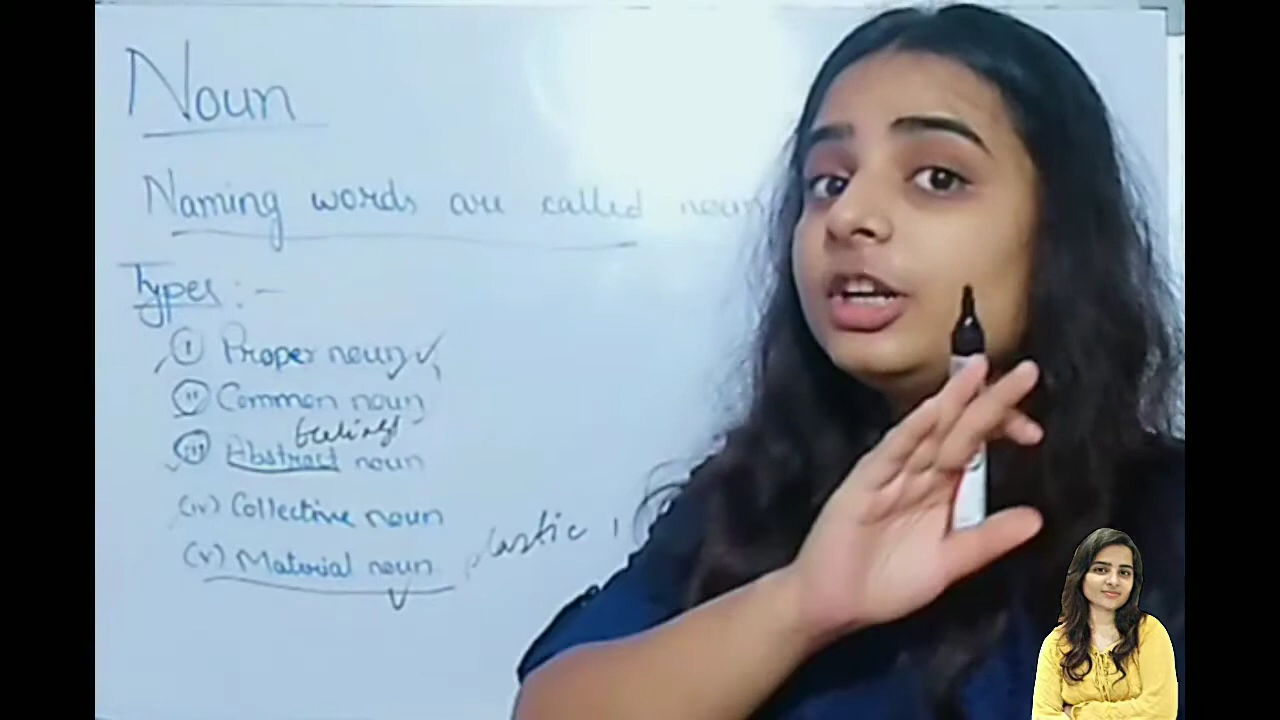 Noun
Naming words are called noun
Types :-
(i) Proper noun ✓
(ii) Common noun
feelings
(iii) Abstract noun
(iv) Collective noun
(v) Material noun plastic ,